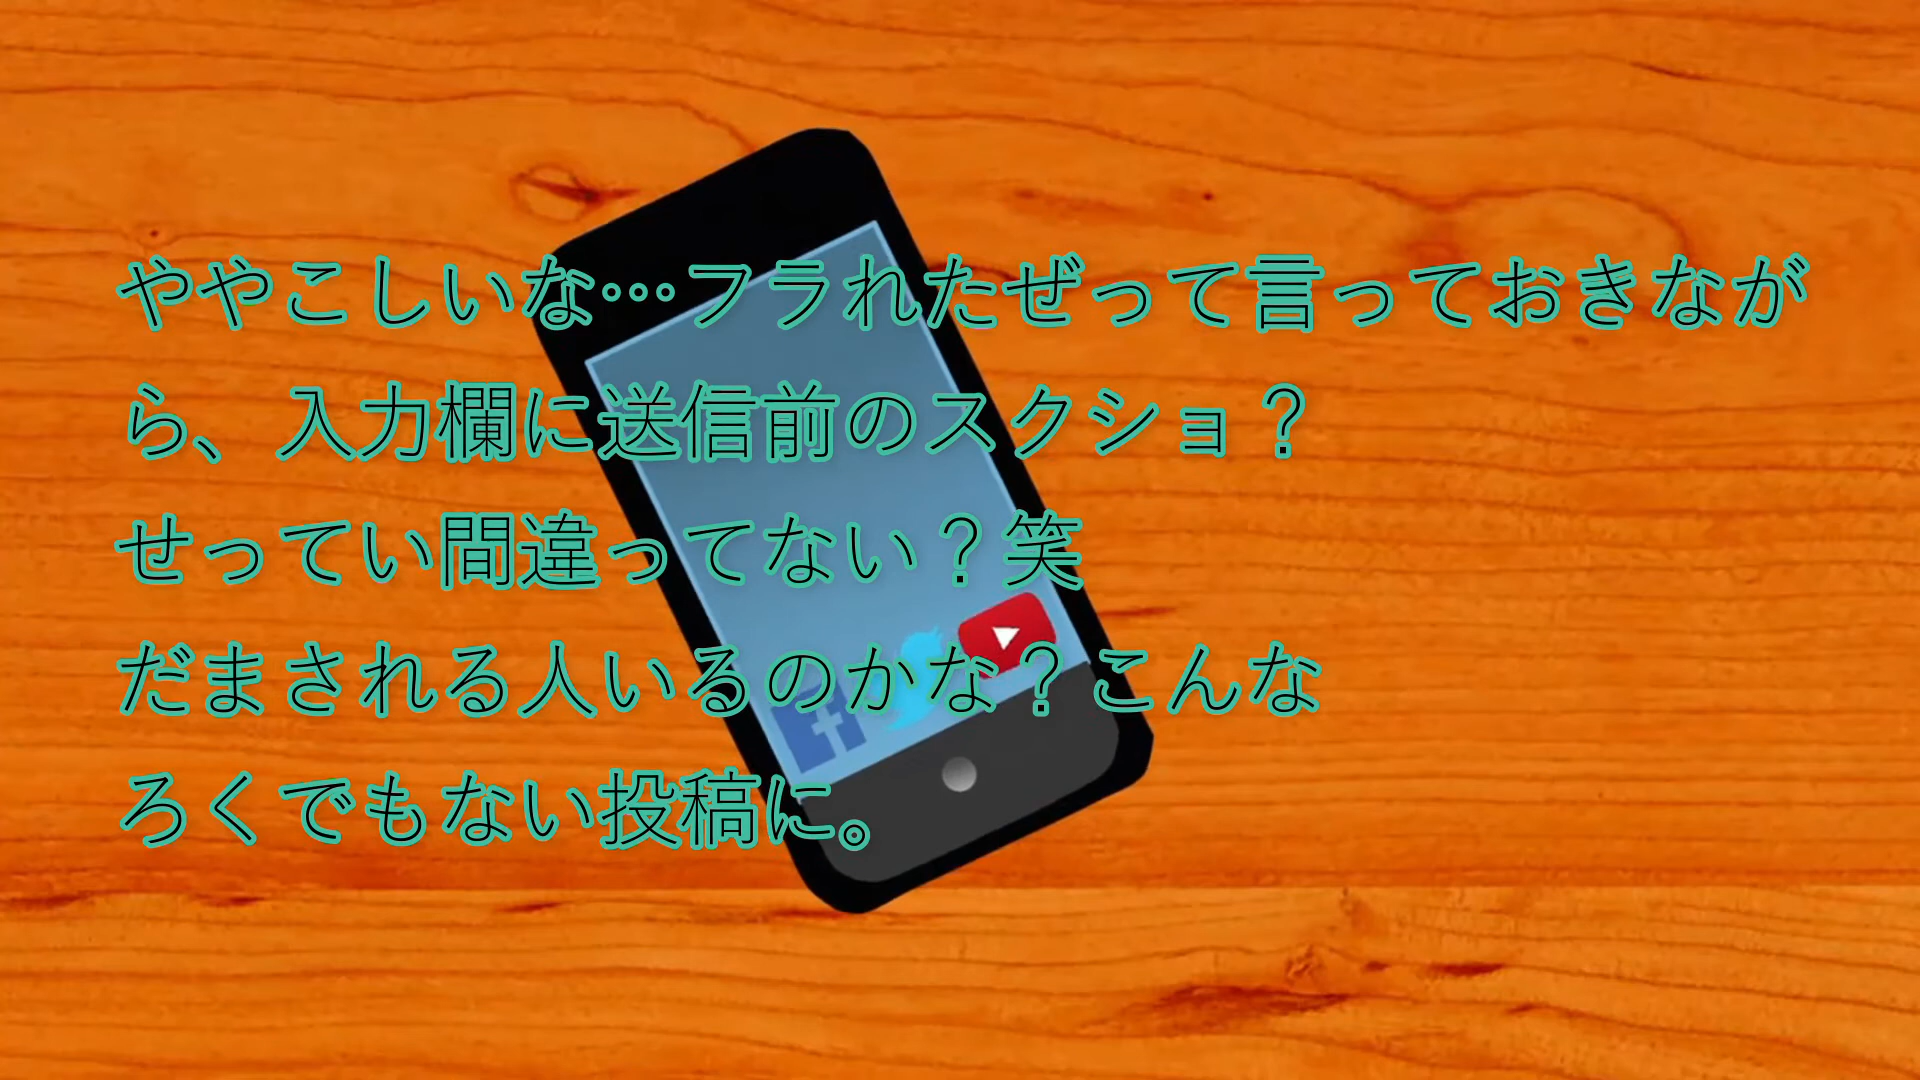 ややこしいな…フラれたぜって言っておきなが
ら、入力欄に送信前のスクショ？
せってい間違ってない？笑
だまされる人いるのかな？こんな
ろくでもない投稿に。